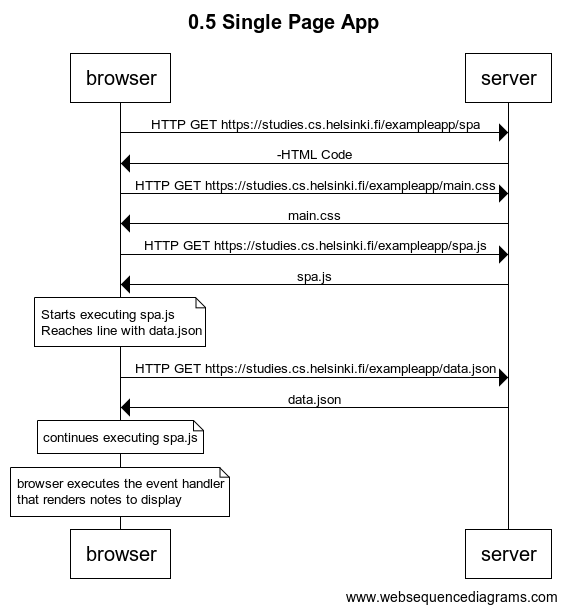 0.5 Single Page App
browser
server
HTTP GET https://studies.cs.helsinki.fi/exampleapp/spa
-HTML Code
HTTP GET https://studies.cs.helsinki.fi/exampleapp/main.css
main.css
HTTP GET https://studies.cs.helsinki.fi/exampleapp/spa.js
spa.js
Starts executing spa.js
Reaches line with data.json
HTTP GET https://studies.cs.helsinki.fi/exampleapp/data.json
data.json
continues executing spa.js
browser executes the event handler
that renders notes to display
browser
server
www.websequencediagrams.com